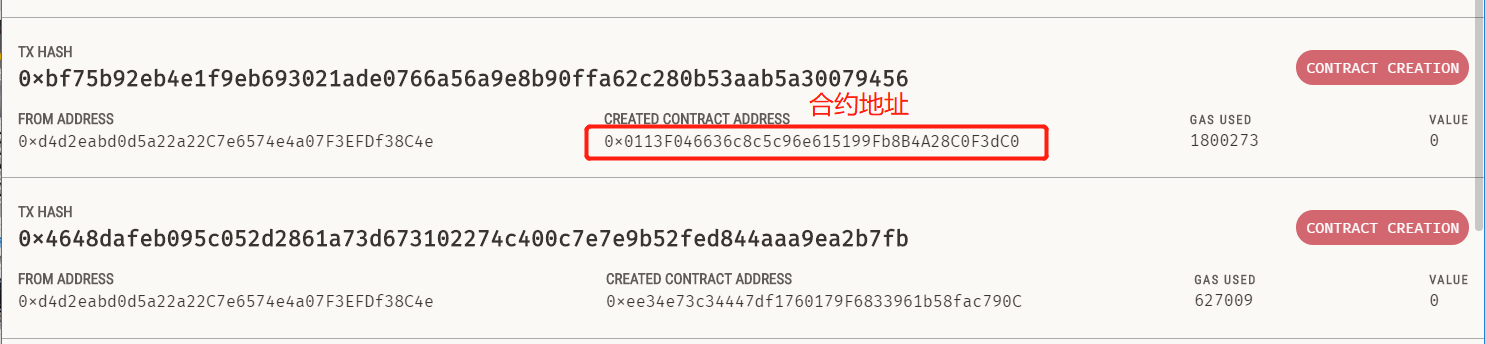 TX HASH
0×bf75b92eb4e1f9eb693021ade0766a56a9e8b90ffa62c280b53aab5a30079456
CONTRACT CREATION
合约地址
FROM ADDRESS CREATED CONTRACT ADDRESS GAS USED VALUE
0×d4d2eabd0d5a22a22C7e6574e4a07F3EFDf38C4e 0×0113F046636c8c5c96e615199Fb8B4A28C0F3dC0 1800273 0
TX HASH
0×4648dafeb095c052d2861a73d673102274c400c7e7e9b52fed844aaa9ea2b7fb
CONTRACT CREATION
FROM ADDRESS CREATED CONTRACT ADDRESS GAS USED VALUE
0×d4d2eabd0d5a22a22C7e6574e4a07F3EFDf38C4e 0×ee34e73c34447df1760179F6833961b58fac790C 627009 0